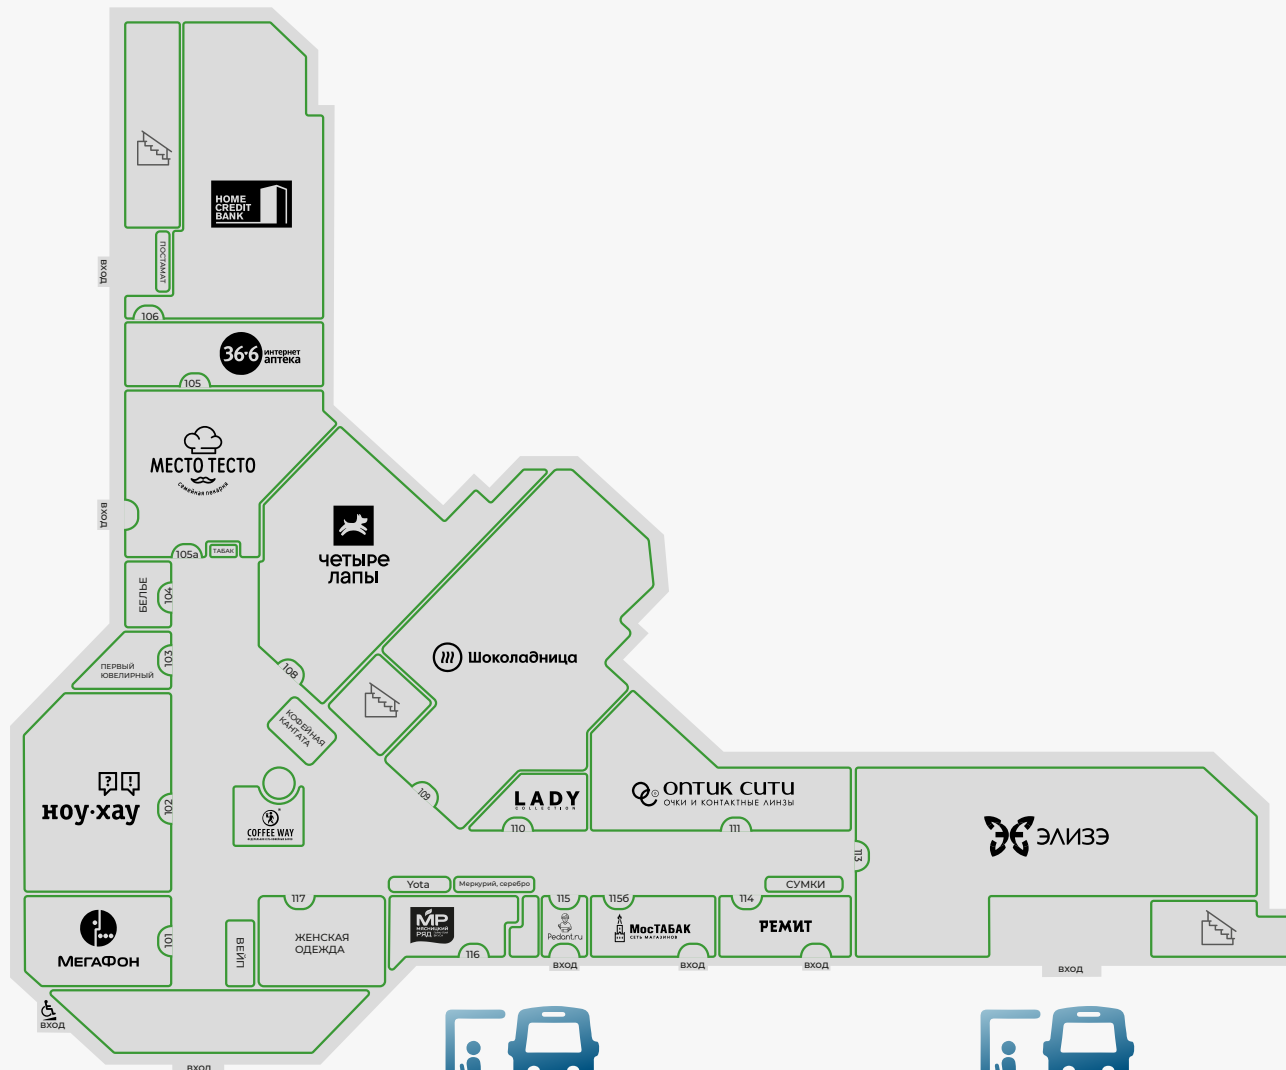 HOME
CREDIT
BANK
ПОСТАМАТ
ВХОД
106
36·6 интернет
аптека
105
МЕСТО ТЕСТО
семейная пекарня
ВХОД
105а
ТАБАК
ЧЕТЫРЕ
ЛАПЫ
БЕЛЬЕ
104
ПЕРВЫЙ
ЮВЕЛИРНЫЙ
103
108
Шоколадница
КОФЕЙНАЯ
КАНТАТА
? !
НОУ·ХАУ
102
COFFEE WAY
109
LADY
COLLECTION
110
ОПТИК СИТИ
ОЧКИ И КОНТАКТНЫЕ ЛИНЗЫ
111
113
ЭЛИЗЭ
Yota
Меркурий, серебро
СУМКИ
117
115
115б
114
МЕГАФОН
101
ВЕЙП
ЖЕНСКАЯ
ОДЕЖДА
МР
МЯСНИЦКИЙ
РЯД
116
Pedant.ru
МосТАБАК
СЕТЬ МАГАЗИНОВ
РЕМИТ
ВХОД
ВХОД
ВХОД
ВХОД
ВХОД
ВХОД